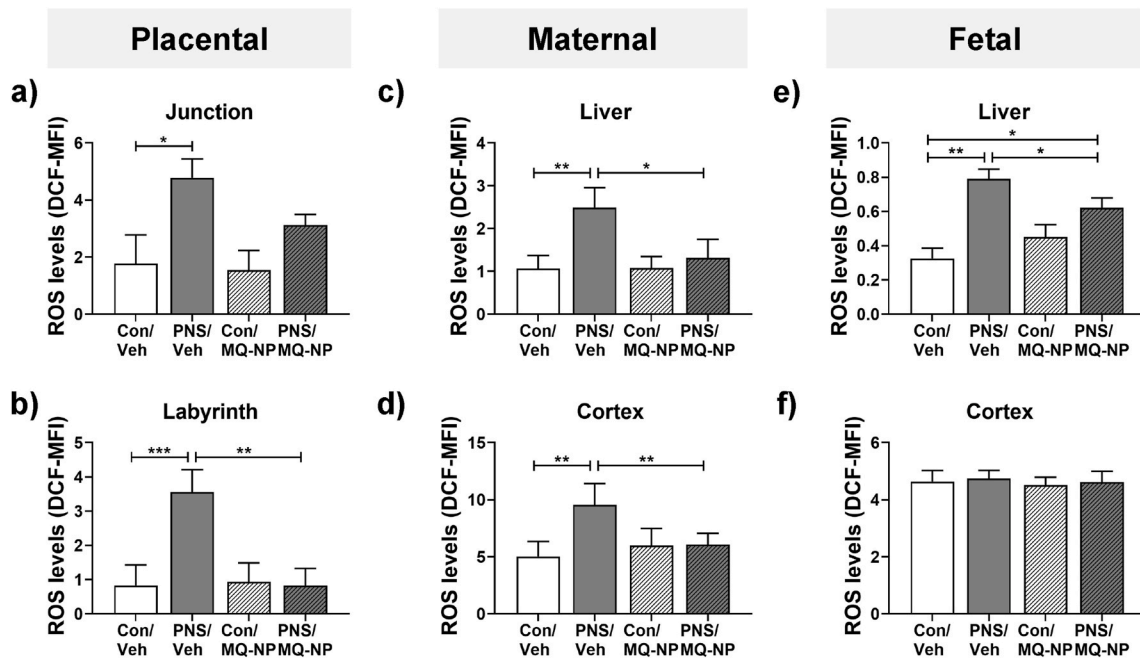 Placental
Maternal
Fetal
a)
Junction
ROS levels (DCF-MFI)
6
4
2
0
*
Con/
Veh
PNS/
Veh
Con/
MQ-NP
PNS/
MQ-NP
c)
Liver
ROS levels (DCF-MFI)
4
3
2
1
0
**
*
Con/
Veh
PNS/
Veh
Con/
MQ-NP
PNS/
MQ-NP
e)
Liver
ROS levels (DCF-MFI)
1.0
0.8
0.6
0.4
0.2
0.0
*
**
*
Con/
Veh
PNS/
Veh
Con/
MQ-NP
PNS/
MQ-NP
b)
Labyrinth
ROS levels (DCF-MFI)
5
4
3
2
1
0
***
**
Con/
Veh
PNS/
Veh
Con/
MQ-NP
PNS/
MQ-NP
d)
Cortex
ROS levels (DCF-MFI)
15
10
5
0
**
**
Con/
Veh
PNS/
Veh
Con/
MQ-NP
PNS/
MQ-NP
f)
Cortex
ROS levels (DCF-MFI)
6
4
2
0
Con/
Veh
PNS/
Veh
Con/
MQ-NP
PNS/
MQ-NP